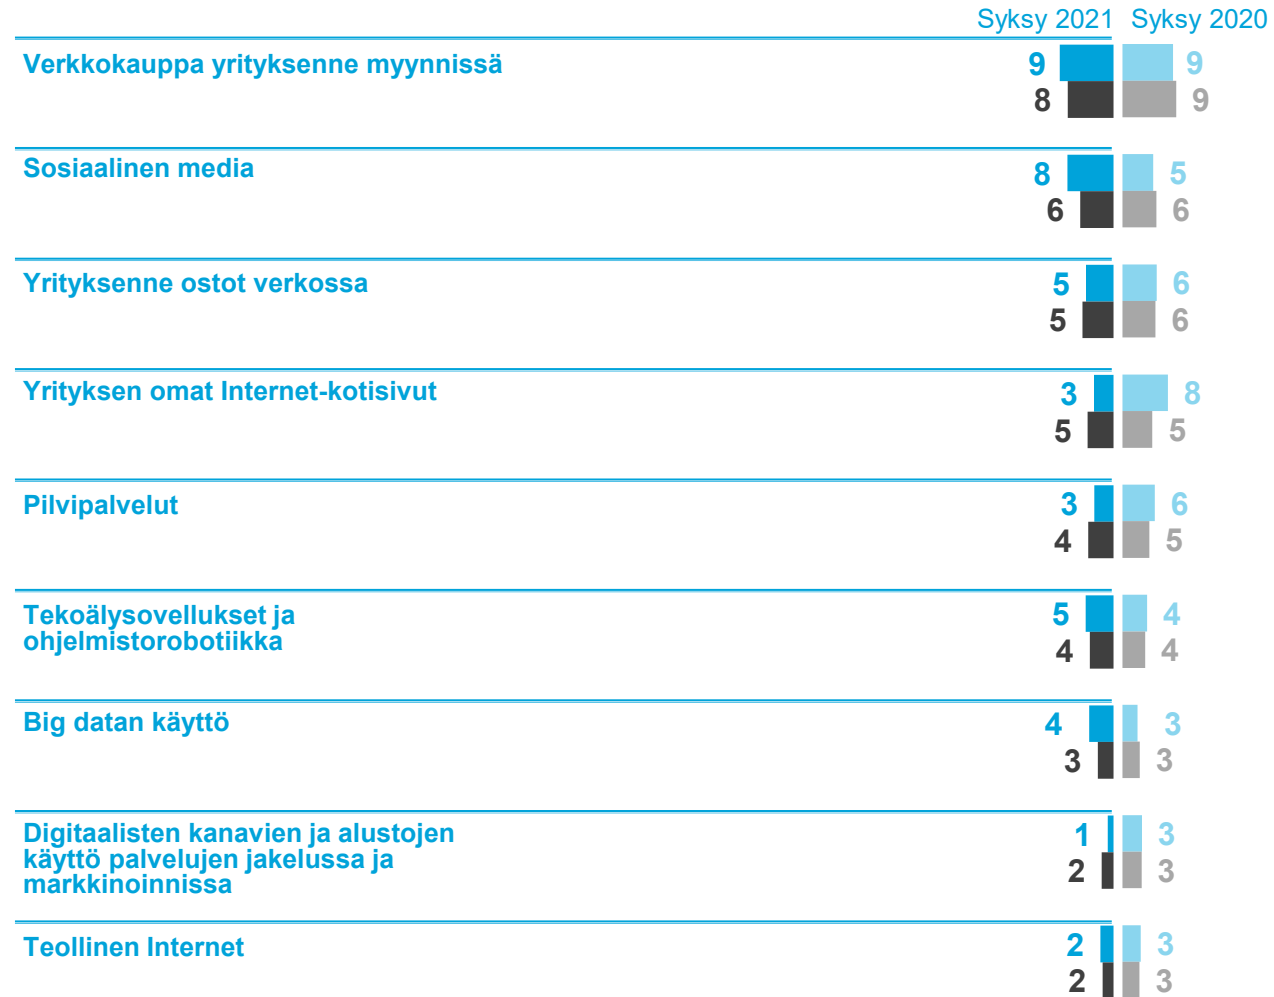 Syksy 2021 Syksy 2020
Verkkokauppa yrityksenne myynnissä
9 9
8 9
Sosiaalinen media
8 5
6 6
Yrityksenne ostot verkossa
5 6
5 6
Yrityksen omat Internet-kotisivut
3 8
5 5
Pilvipalvelut
3 6
4 5
Tekoälysovellukset ja
ohjelmistorobotiikka
5 4
4 4
Big datan käyttö
4 3
3 3
Digitaalisten kanavien ja alustojen
käyttö palvelujen jakelussa ja
markkinoinnissa
1 3
2 3
Teollinen Internet
2 3
2 3